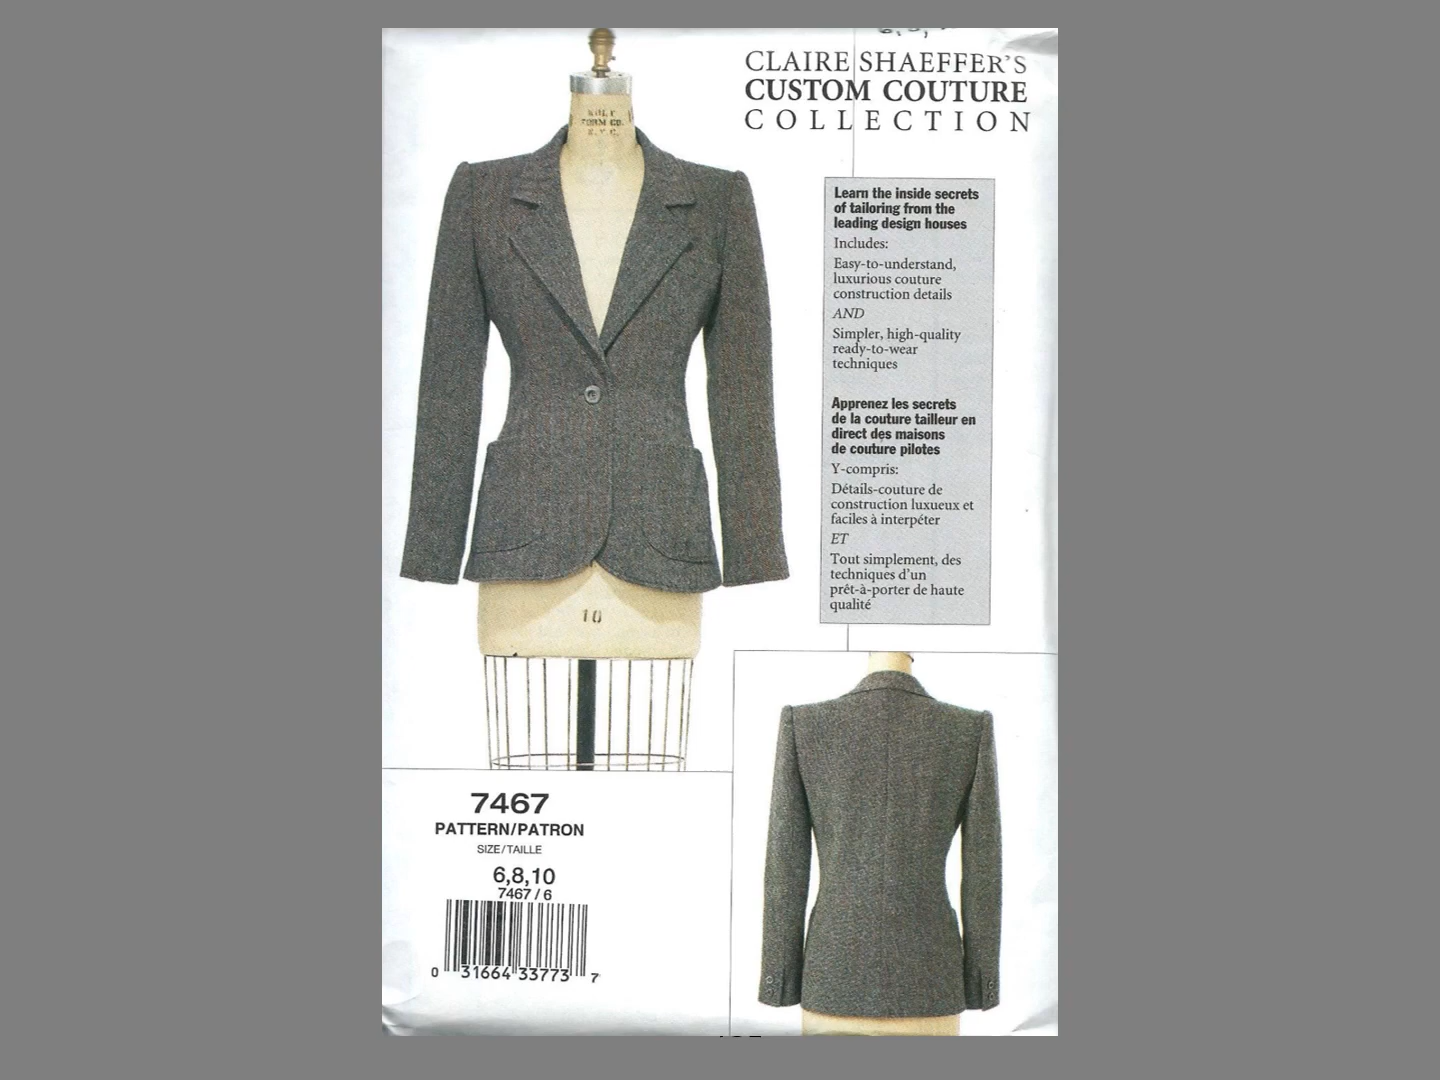 CLAIRE SHAEFFER'S
CUSTOM COUTURE
COLLECTION
FORM CO.
N.Y.C.
Learn the inside secrets
of tailoring from the
leading design houses
Includes:
Easy-to-understand,
luxurious couture
construction details
AND
Simpler, high-quality
ready-to-wear
techniques
Apprenez les secrets
de la couture tailleur en
direct des maisons
de couture pilotes
Y-compris:
Détails-couture de
construction luxueux et
faciles à interpéter
ET
Tout simplement, des
techniques d'un
prêt-à-porter de haute
qualité
10
7467
PATTERN/PATRON
SIZE/TAILLE
6,8,10
7467 / 6
0 31664 33773 7